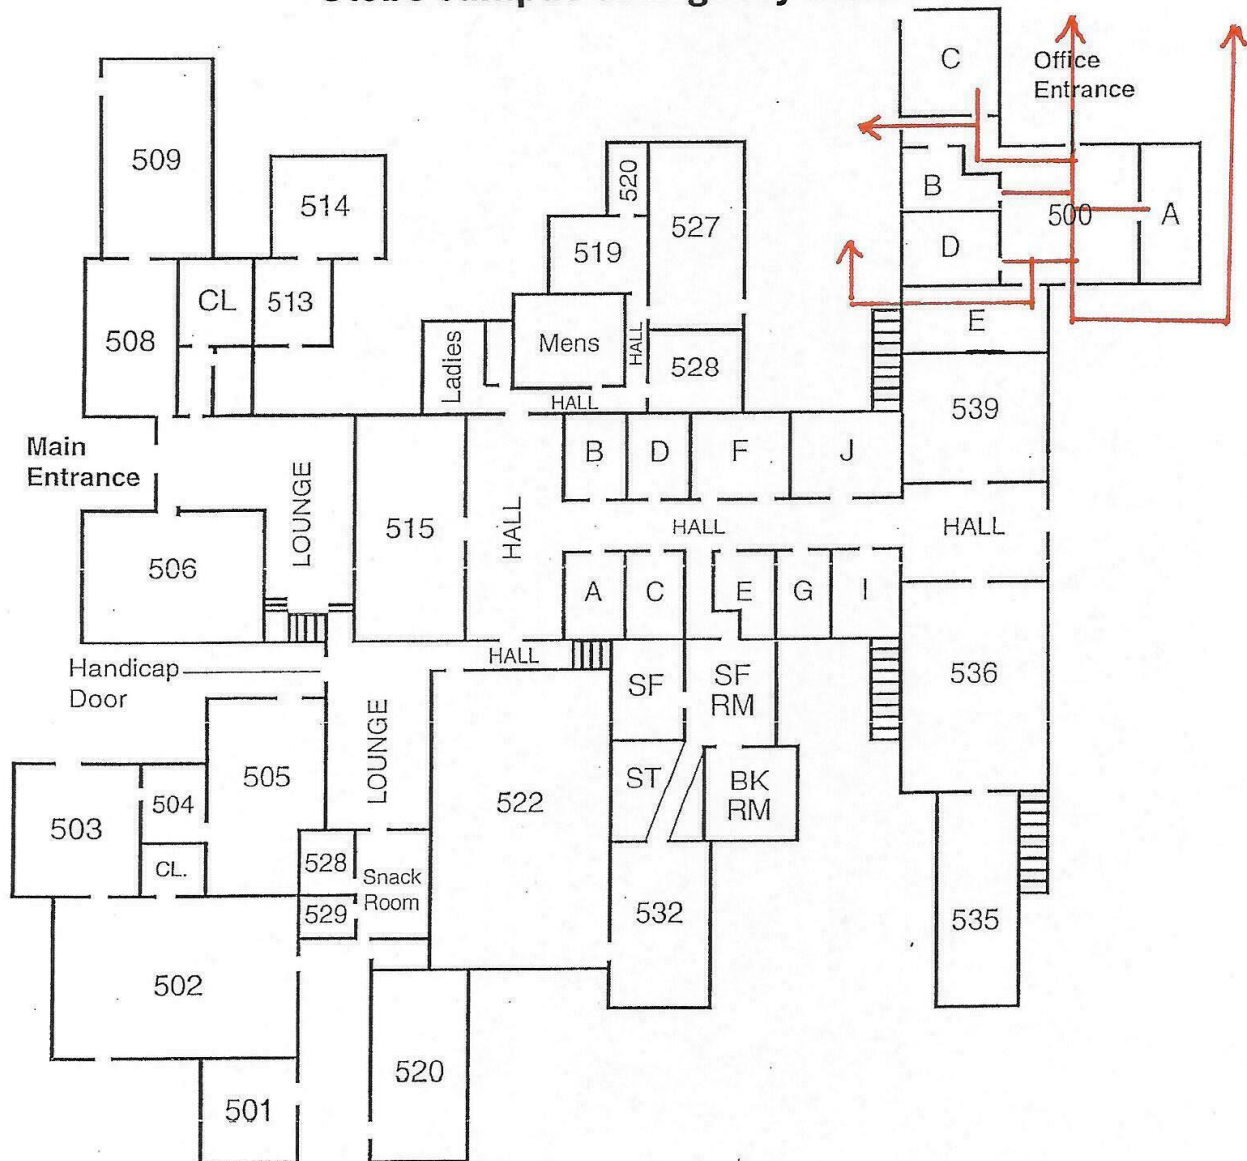 C
Office
Entrance
509
514
520
527
B
500
A
519
D
CL
513
E
508
Ladies
Mens
HALL
528
HALL
539
Main
Entrance
LOUNGE
515
HALL
B
D
F
J
HALL
HALL
506
A
C
E
G
I
Handicap
Door
HALL
SF
SF
RM
536
LOUNGE
505
504
503
522
ST
BK
RM
CL.
528
Snack
Room
529
532
535
502
520
501